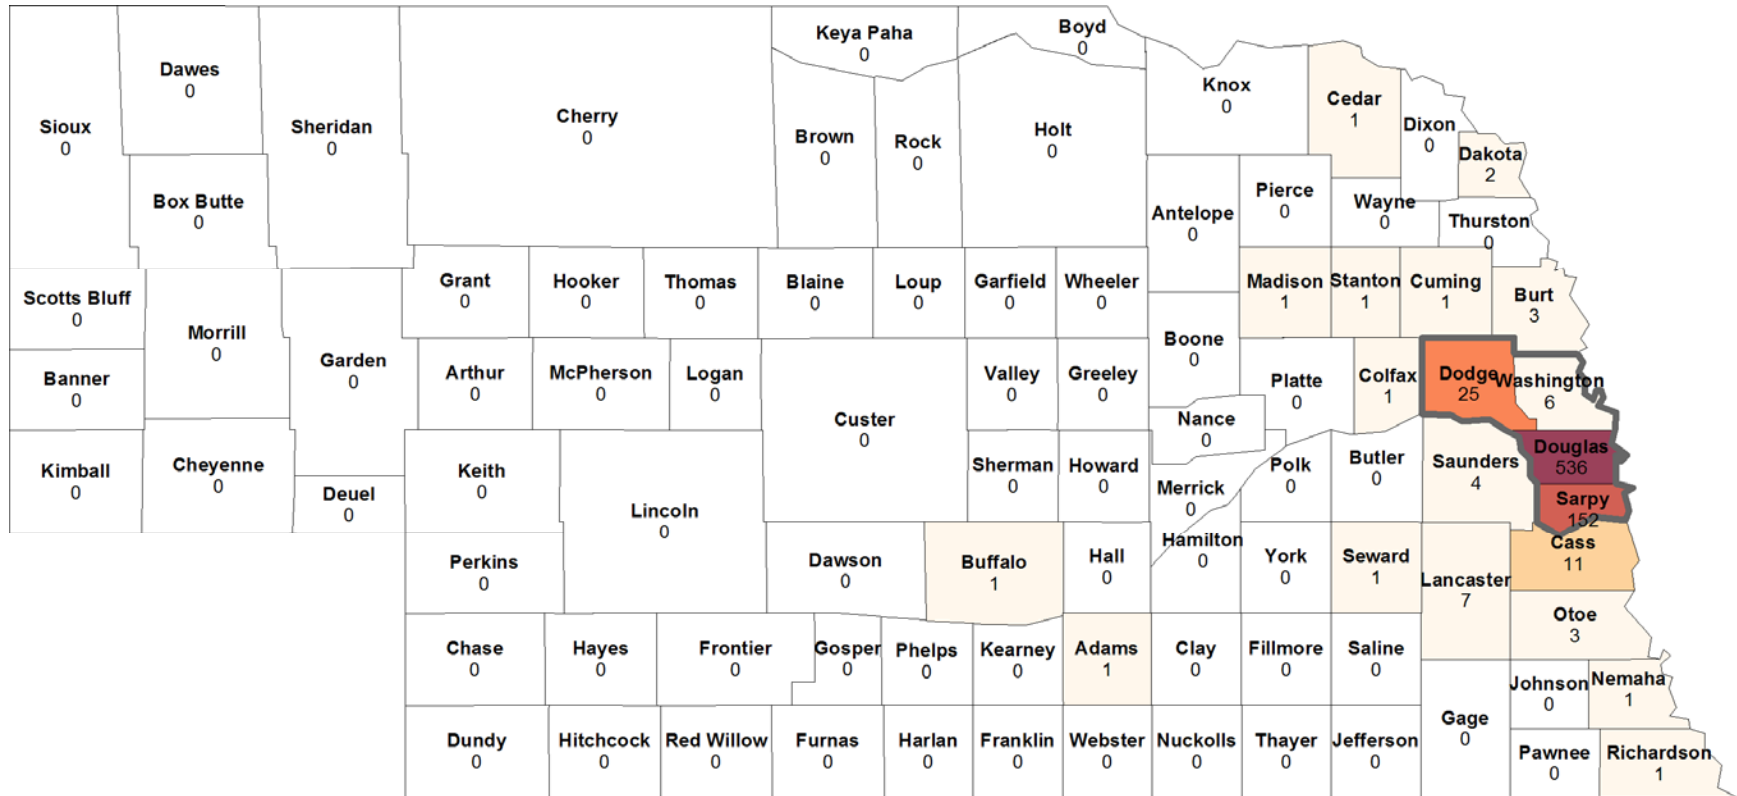 Sioux
0
Dawes
0
Box Butte
0
Sheridan
0
Cherry
0
Keya Paha
0
Boyd
0
Brown
0
Rock
0
Holt
0
Knox
0
Cedar
1
Dixon
0
Dakota
2
Antelope
0
Pierce
0
Wayne
0
Thurston
0
Scotts Bluff
0
Morrill
0
Garden
0
Grant
0
Hooker
0
Thomas
0
Blaine
0
Loup
0
Garfield
0
Wheeler
0
Madison
1
Stanton
1
Cuming
1
Burt
3
Banner
0
Arthur
0
McPherson
0
Logan
0
Custer
0
Valley
0
Greeley
0
Boone
0
Platte
0
Colfax
1
Dodge
25
Washington
6
Nance
0
Kimball
0
Cheyenne
0
Deuel
0
Keith
0
Lincoln
0
Sherman
0
Howard
0
Merrick
0
Polk
0
Butler
0
Saunders
4
Douglas
536
Sarpy
152
Perkins
0
Dawson
0
Buffalo
1
Hall
0
Hamilton
0
York
0
Seward
1
Lancaster
7
Cass
11
Otoe
3
Chase
0
Hayes
0
Frontier
0
Gosper
0
Phelps
0
Kearney
0
Adams
1
Clay
0
Fillmore
0
Saline
0
Johnson
0
Nemaha
1
Dundy
0
Hitchcock
0
Red Willow
0
Furnas
0
Harlan
0
Franklin
0
Webster
0
Nuckolls
0
Thayer
0
Jefferson
0
Gage
0
Pawnee
0
Richardson
1